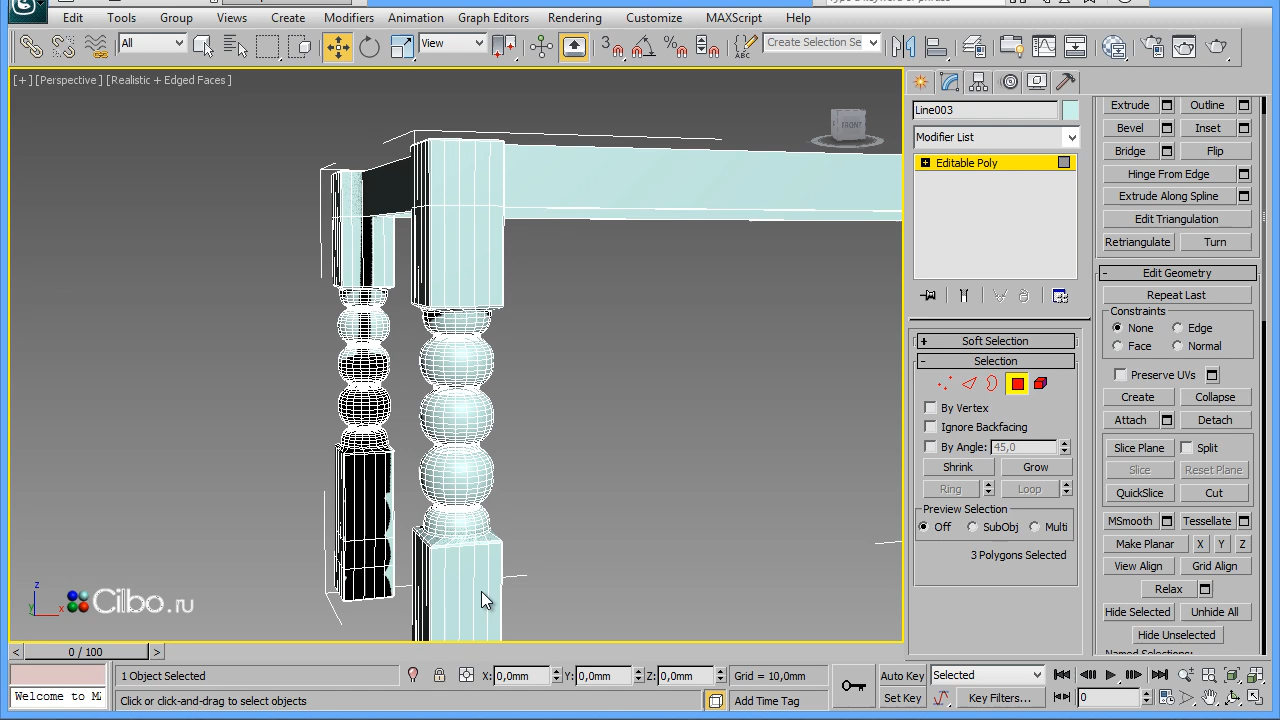 Edit Tools Group Views Create Modifiers Animation Graph Editors Rendering Customize MAXScript Help
All View 3 % ABC Create Selection Se
[+] [Perspective] [Realistic + Edged Faces]
FRONT
Line003
Modifier List
Editable Poly
Soft Selection
Selection
By Vertex
Ignore Backfacing
By Angle: 45,0
Shrink Grow
Ring Loop
Preview Selection
Off SubObj Multi
3 Polygons Selected
Extrude Outline
Bevel Inset
Bridge Flip
Hinge From Edge
Extrude Along Spline
Edit Triangulation
Retriangulate Turn
Edit Geometry
Repeat Last
Constraints
Edge
Normal
Preserve UVs
Create Collapse
Attach Detach
Slice Plane Split
Slice Reset Plane
QuickSlice Cut
MSmooth Tessellate
Make Planar X Y Z
View Align Grid Align
Relax
Hide Selected Unhide All
Hide Unselected
z
y x
Cilbo.ru
< 0 / 100 >
1 Object Selected X: 0,0mm Y: 0,0mm Z: 0,0mm Grid = 10,0mm Auto Key Selected
Welcome to M Click or click-and-drag to select objects Add Time Tag Set Key Key Filters... 0